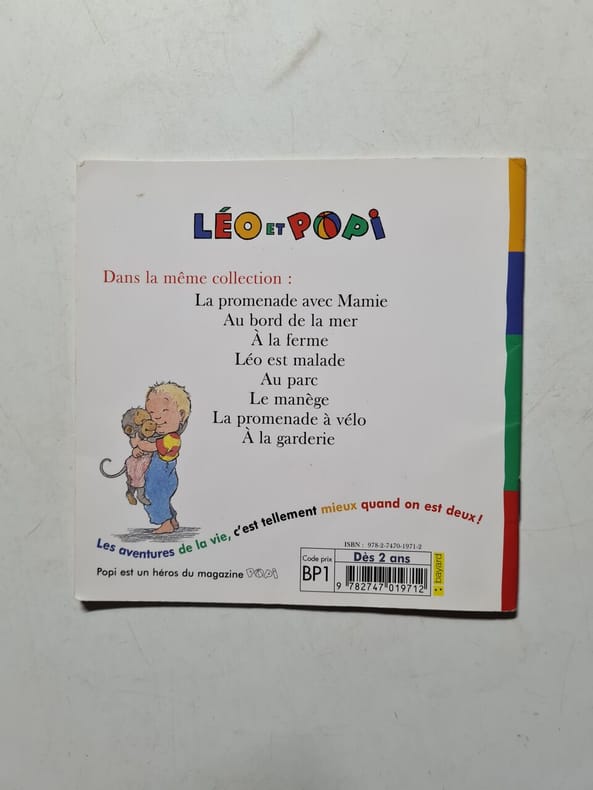 LÉO ET POPI
Dans la même collection :
La promenade avec Mamie
Au bord de la mer
À la ferme
Léo est malade
Au parc
Le manège
La promenade à vélo
À la garderie
Les aventures de la vie, c'est tellement mieux quand on est deux!
Popi est un héros du magazine POPi
ISBN : 978-2-7470-1971-2
Code prix
BP1
Dès 2 ans
9 782747 019712
bayard